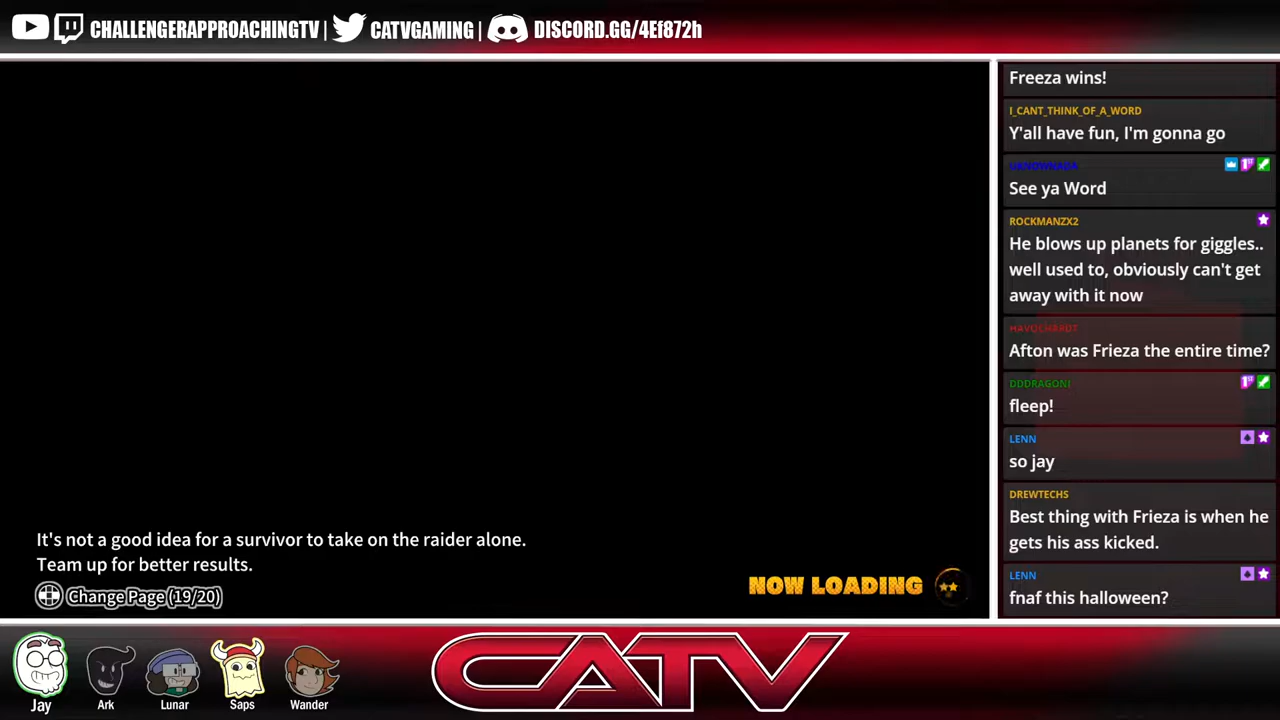 CHALLENGERAPPROACHINGTV | CATVGAMING | DISCORD.GG/4Ef872h
Freeza wins!
I_CANT_THINK_OF_A_WORD
Y'all have fun, I'm gonna go
See ya Word
ROCKMANZX2
He blows up planets for giggles..
well used to, obviously can't get
away with it now
HAVOCHARDT
Afton was Frieza the entire time?
DDDRAGONI
fleep!
LENN
so jay
DREWTECHS
Best thing with Frieza is when he
gets his ass kicked.
LENN
fnaf this halloween?
It's not a good idea for a survivor to take on the raider alone.
Team up for better results.
Change Page (19/20)
NOW LOADING
Jay
Ark
Lunar
Saps
Wander
CATV